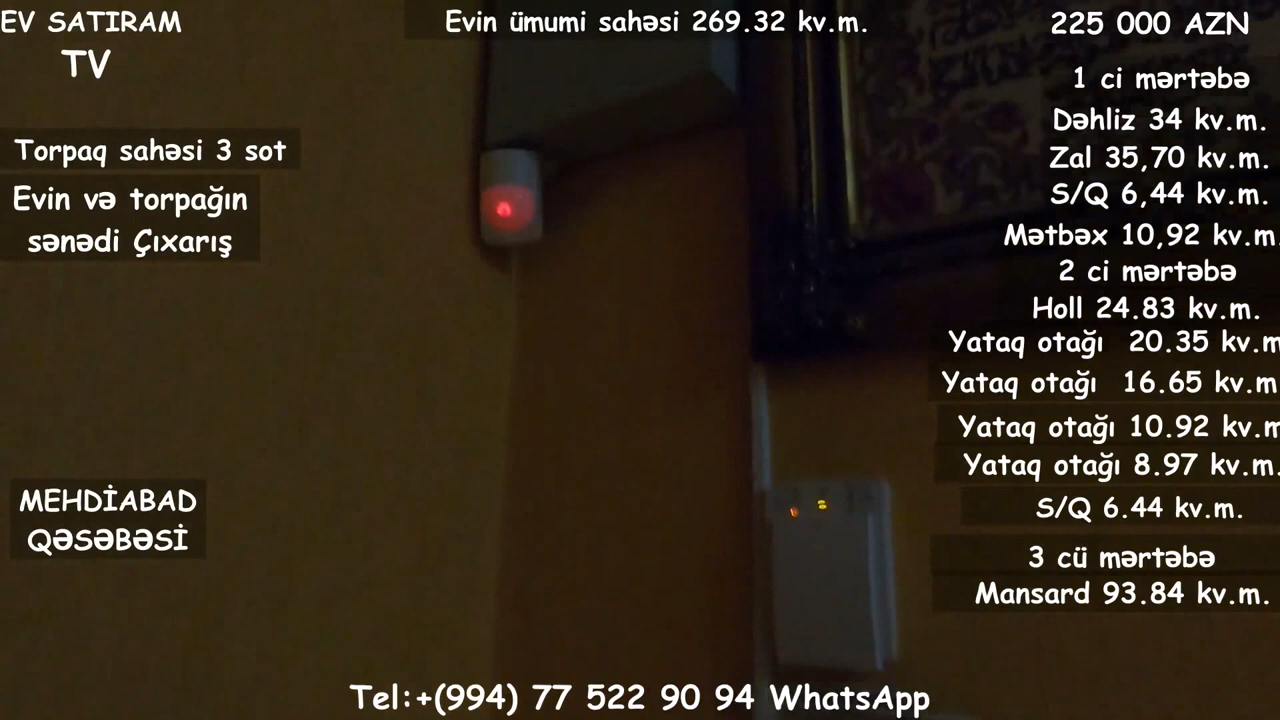 EV SATIRAM
TV
Evin ümumi sahəsi 269.32 kv.m.
225 000 AZN
Torpaq sahəsi 3 sot
Evin və torpağın
sənədi Çıxarış
MEHDİABAD
QƏSƏBƏSİ
1 ci mərtəbə
Dəhliz 34 kv.m.
Zal 35,70 kv.m.
S/Q 6,44 kv.m.
Mətbəx 10,92 kv.m.
2 ci mərtəbə
Holl 24.83 kv.m.
Yataq otağı 20.35 kv.m
Yataq otağı 16.65 kv.m
Yataq otağı 10.92 kv.m
Yataq otağı 8.97 kv.m.
S/Q 6.44 kv.m.
3 cü mərtəbə
Mansard 93.84 kv.m.
Tel:+(994) 77 522 90 94 WhatsApp